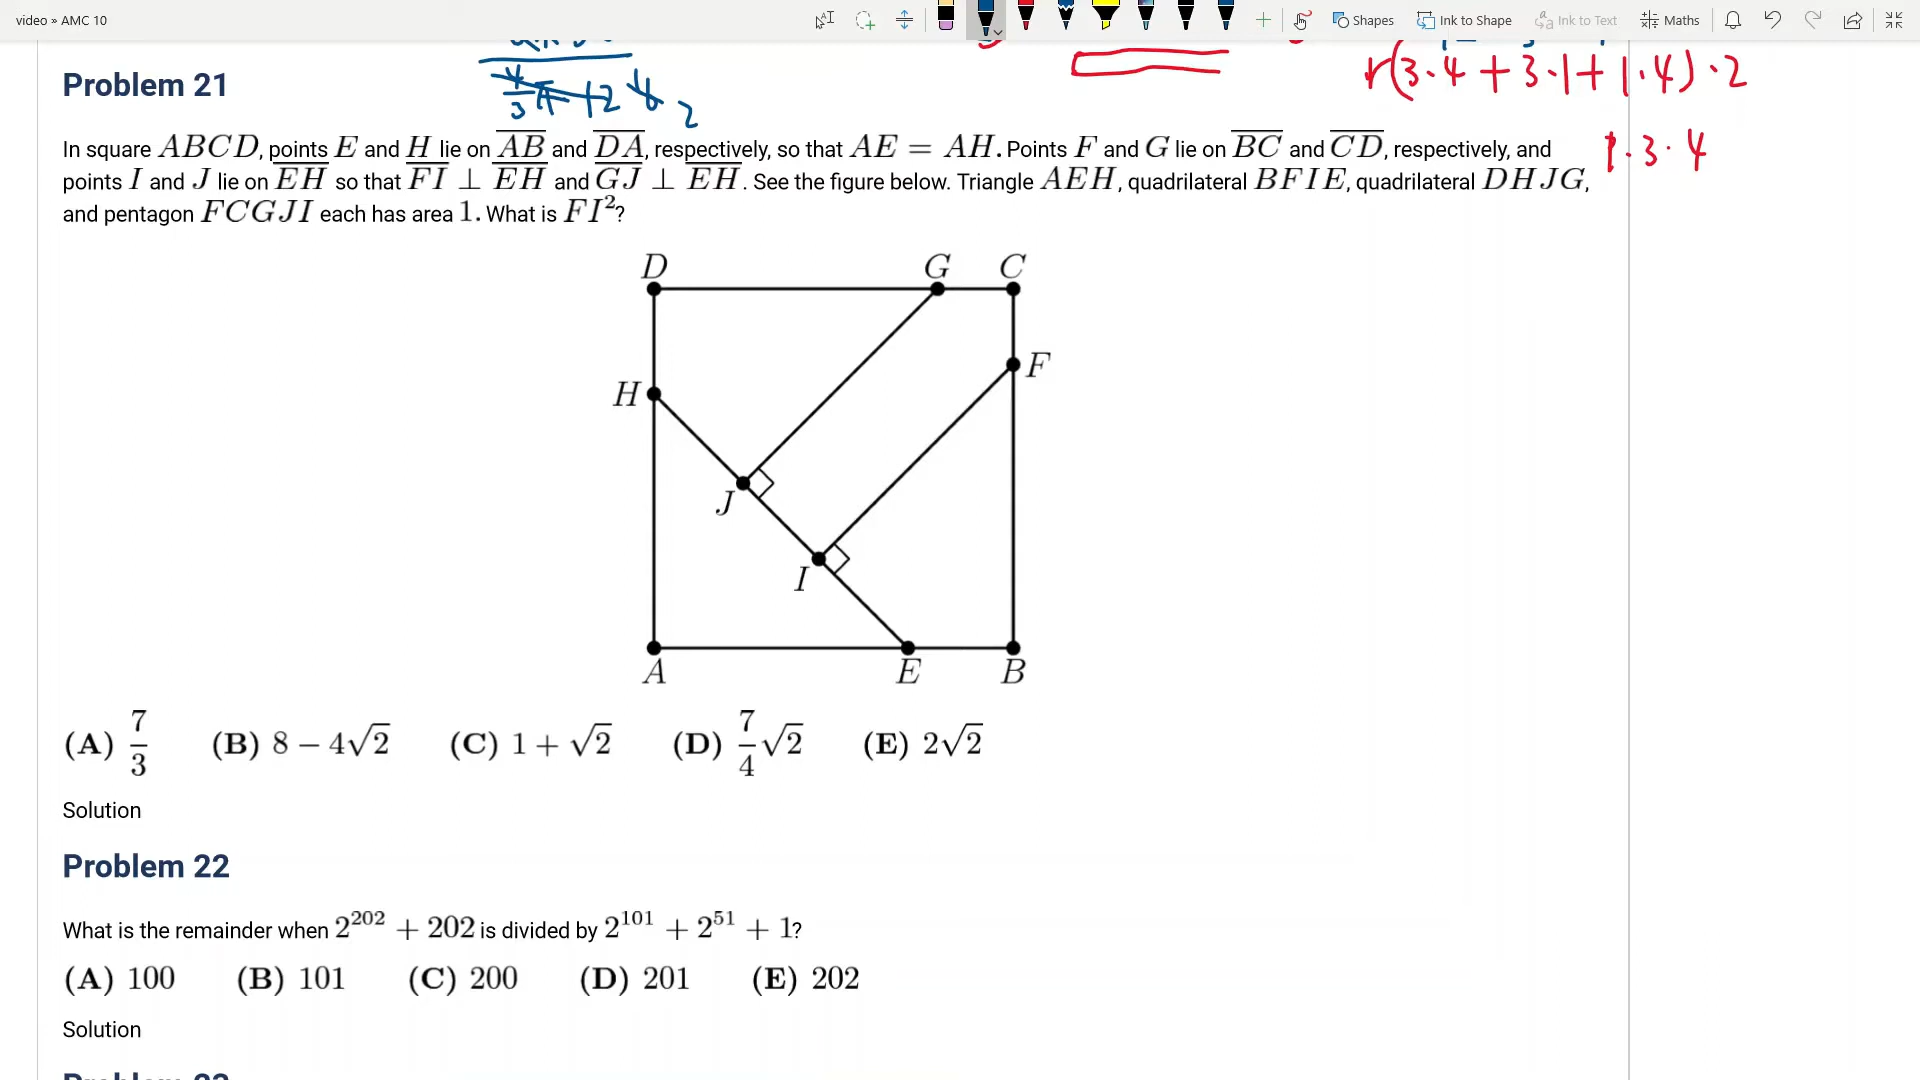 video » AMC 10
Shapes
Ink to Shape
Ink to Text
Maths
r(3·4+3·1+1·4)·2
Problem 21
1·3·4
In square ABCD, points E and H lie on AB and DA, respectively, so that AE = AH. Points F and G lie on BC and CD, respectively, and
points I and J lie on EH so that FI ⊥ EH and GJ ⊥ EH. See the figure below. Triangle AEH, quadrilateral BFIE, quadrilateral DHJG,
and pentagon FCGJI each has area 1. What is FI²?
D G C
F
H
J
I
A E B
(A) 7/3 (B) 8 − 4√2 (C) 1 + √2 (D) 7/4 √2 (E) 2√2
Solution
Problem 22
What is the remainder when 2²⁰² + 202 is divided by 2¹⁰¹ + 2⁵¹ + 1?
(A) 100 (B) 101 (C) 200 (D) 201 (E) 202
Solution